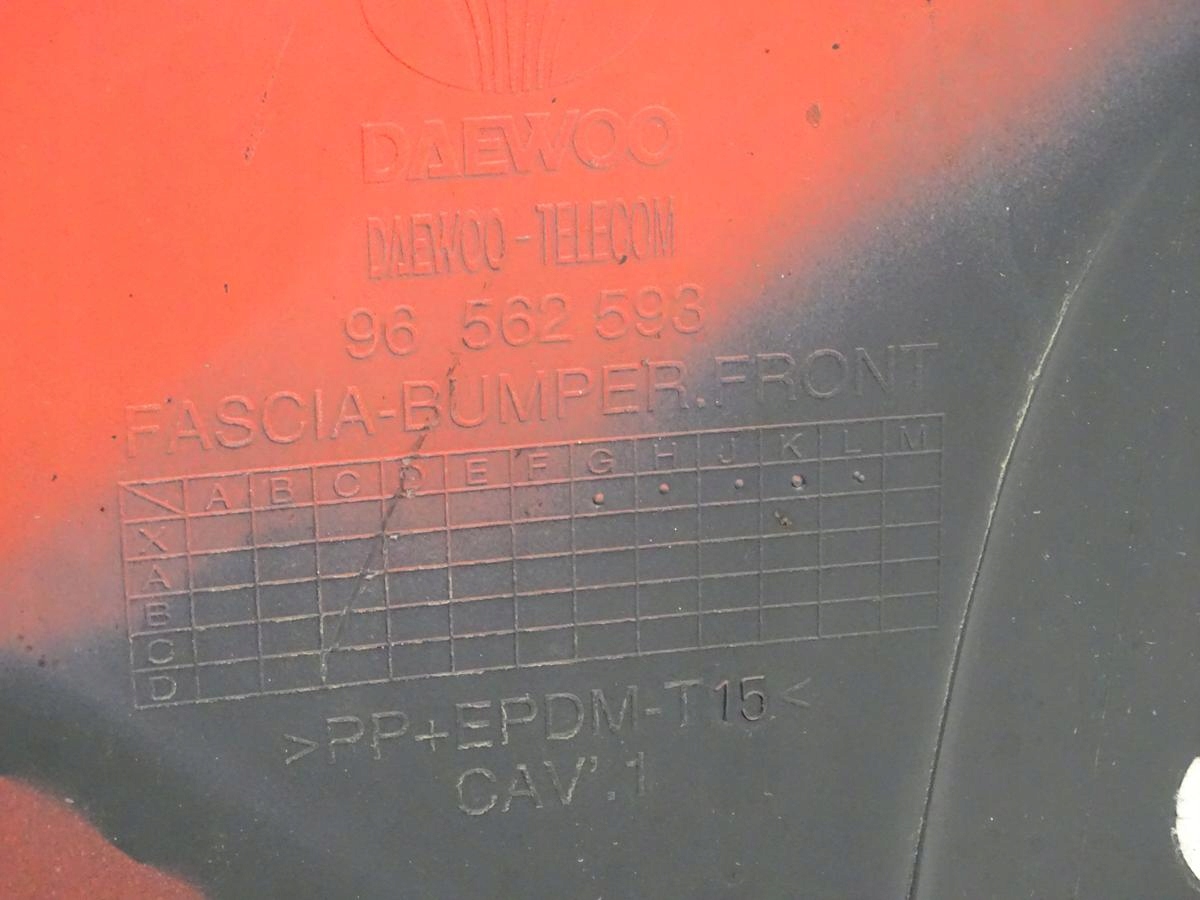 DAEWOO
DAEWOO-TELECOM
96 562 593
FASCIA-BUMPER.FRONT
A B C D E F G H J K L M
X
A
B
C
D
>PP+EPDM-T15<
CAV'.1